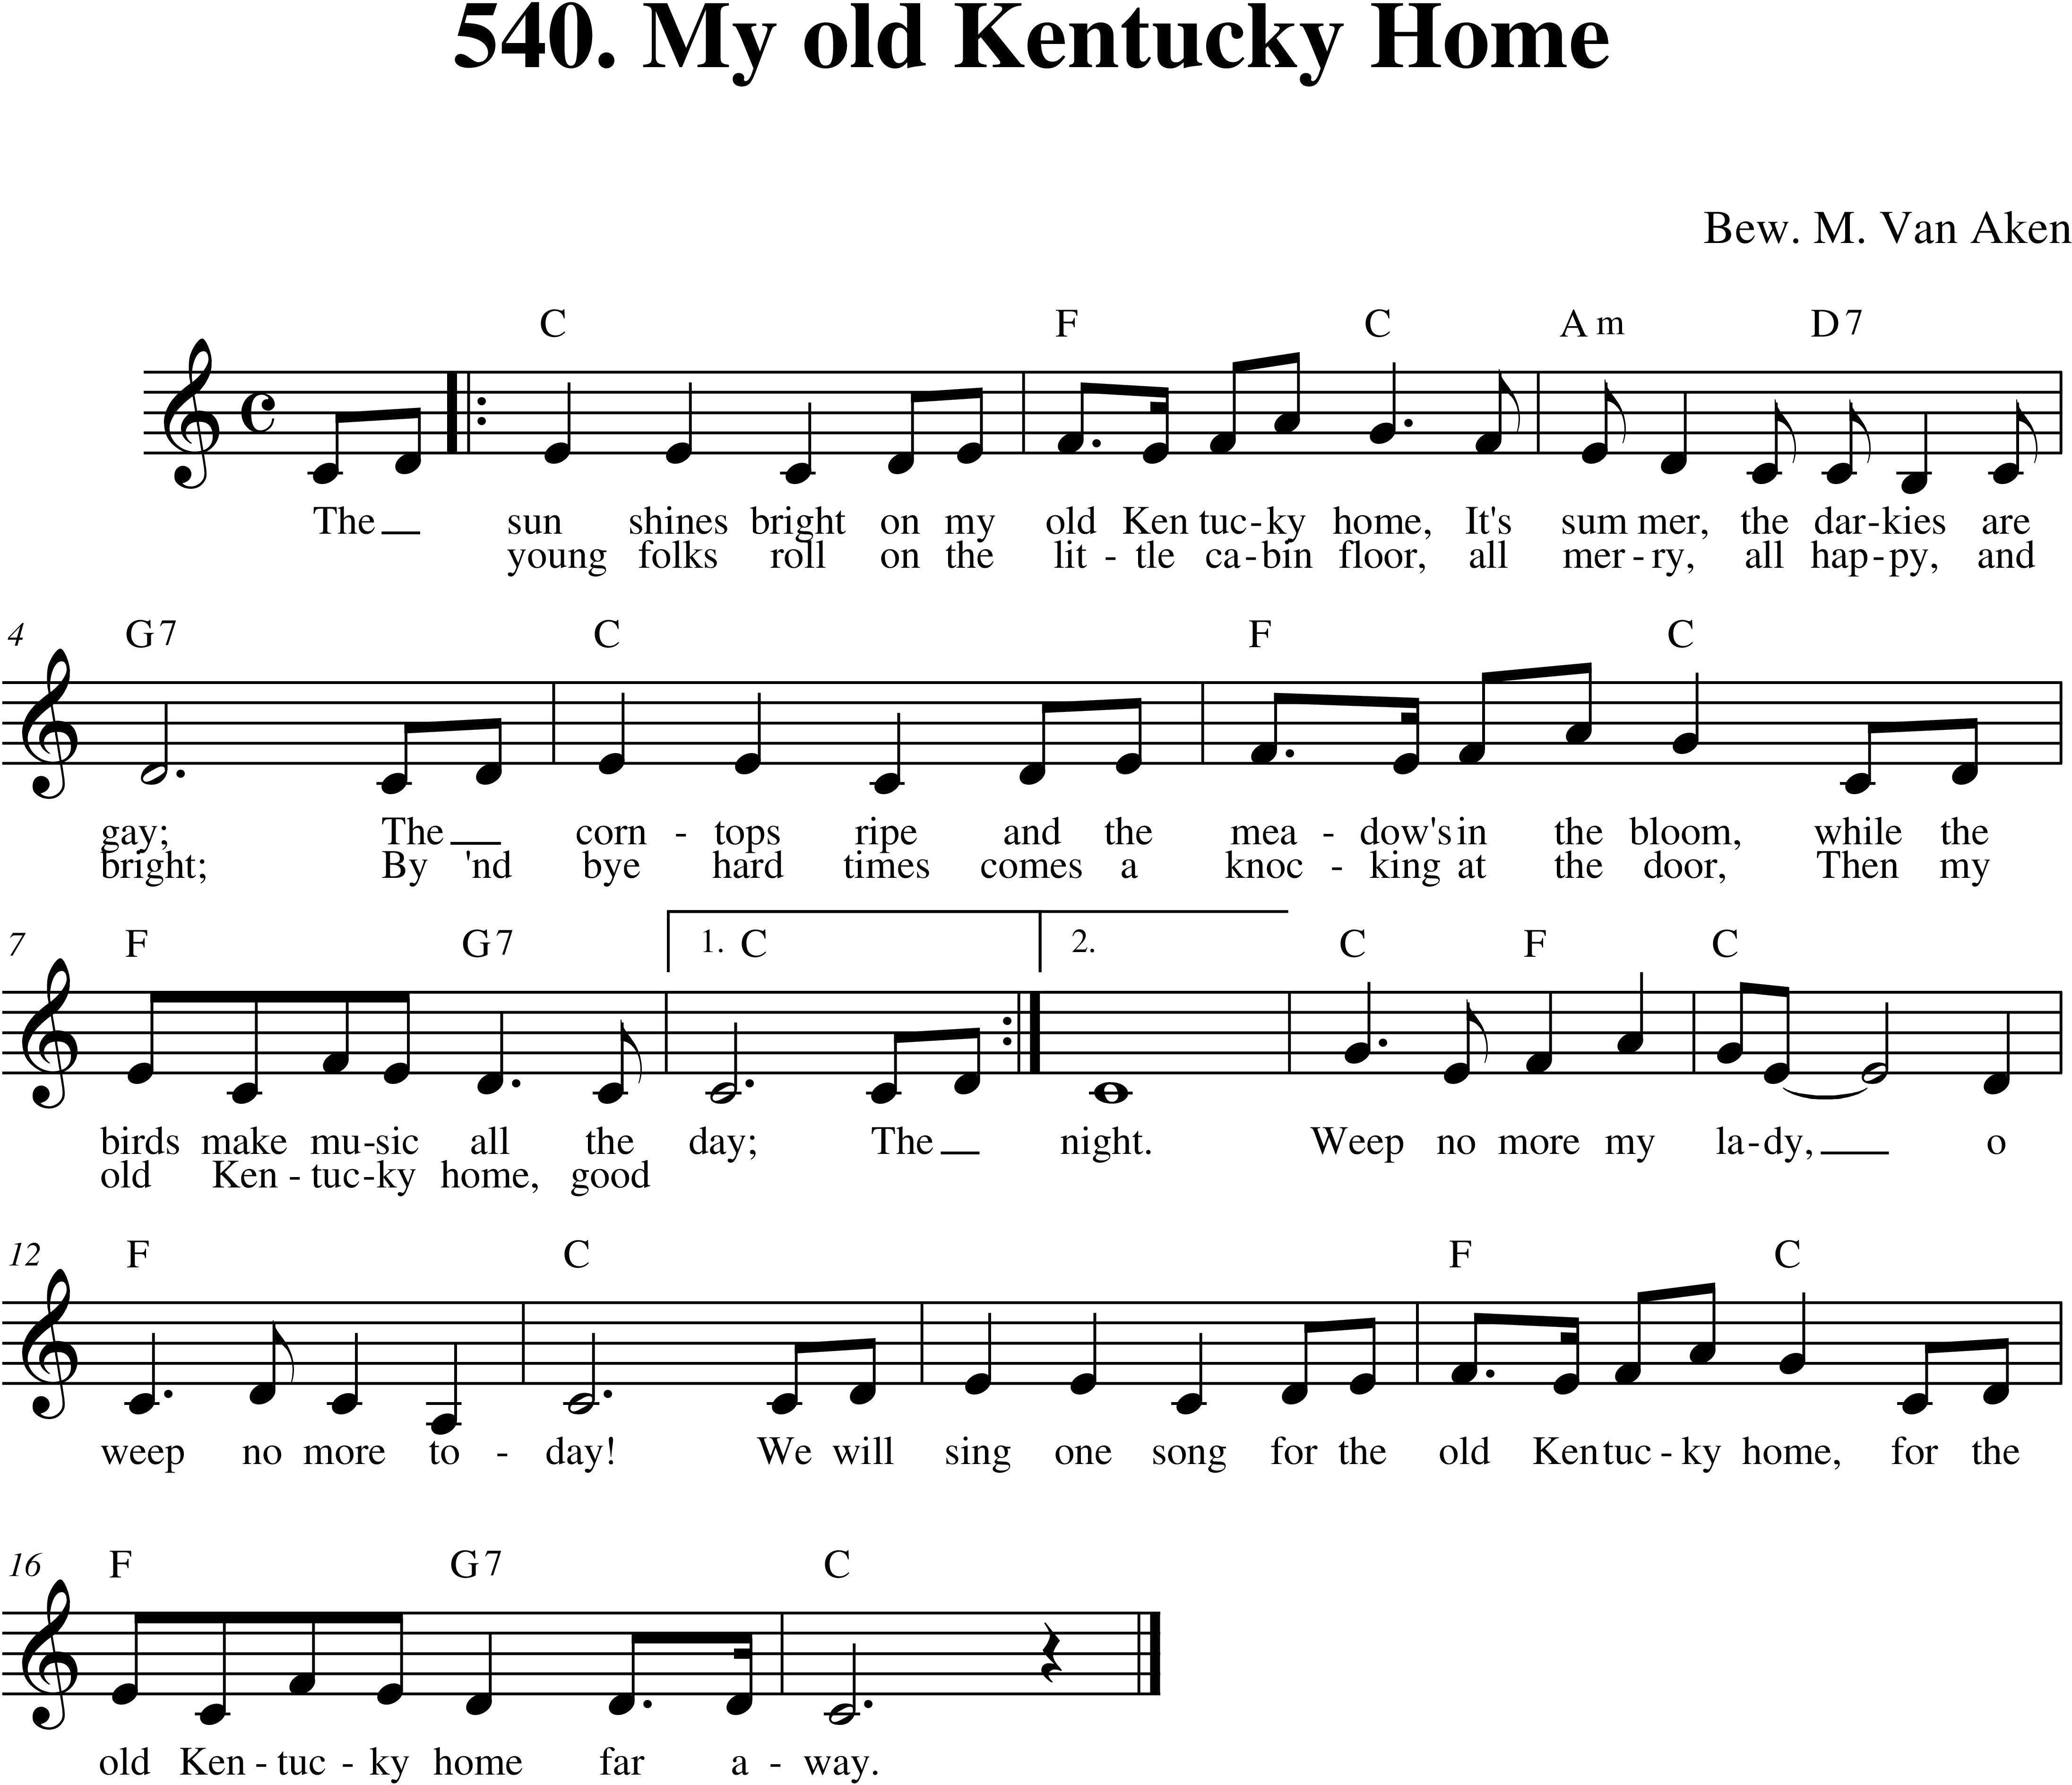 540. My old Kentucky Home
Bew. M. Van Aken
C F C Am D7
The sun shines bright on my old Ken tuc-ky home, It's sum mer, the dar-kies are
young folks roll on the lit - tle ca-bin floor, all mer-ry, all hap-py, and
4 G7 C F C
gay; The corn - tops ripe and the mea - dow's in the bloom, while the
bright; By 'nd bye hard times comes a knoc - king at the door, Then my
7 F G7 1. C 2. C F C
birds make mu-sic all the day; The night. Weep no more my la-dy, o
old Ken-tuc-ky home, good
12 F C F C
weep no more to - day! We will sing one song for the old Kentuc - ky home, for the
16 F G7 C
old Ken-tuc - ky home far a - way.